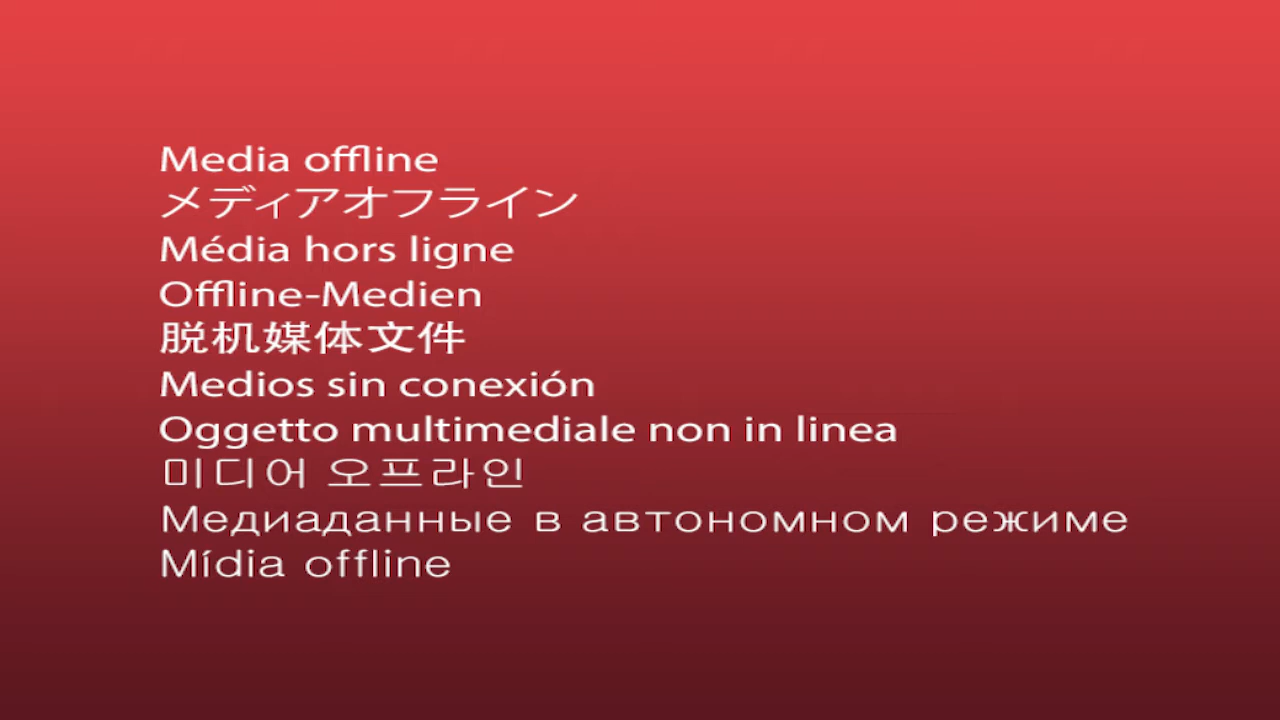 Media offline
メディアオフライン
Média hors ligne
Offline-Medien
脱机媒体文件
Medios sin conexión
Oggetto multimediale non in linea
미디어 오프라인
Медиаданные в автономном режиме
Mídia offline